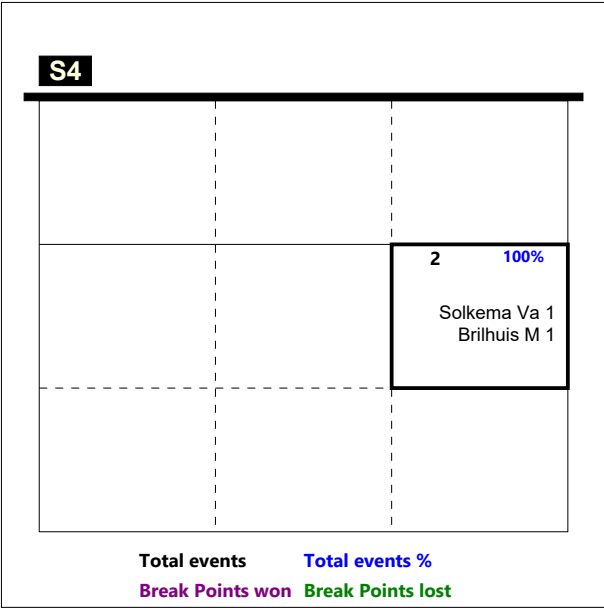 S4
2 100%
Solkema Va 1
Brilhuis M 1
Total events Total events %
Break Points won Break Points lost